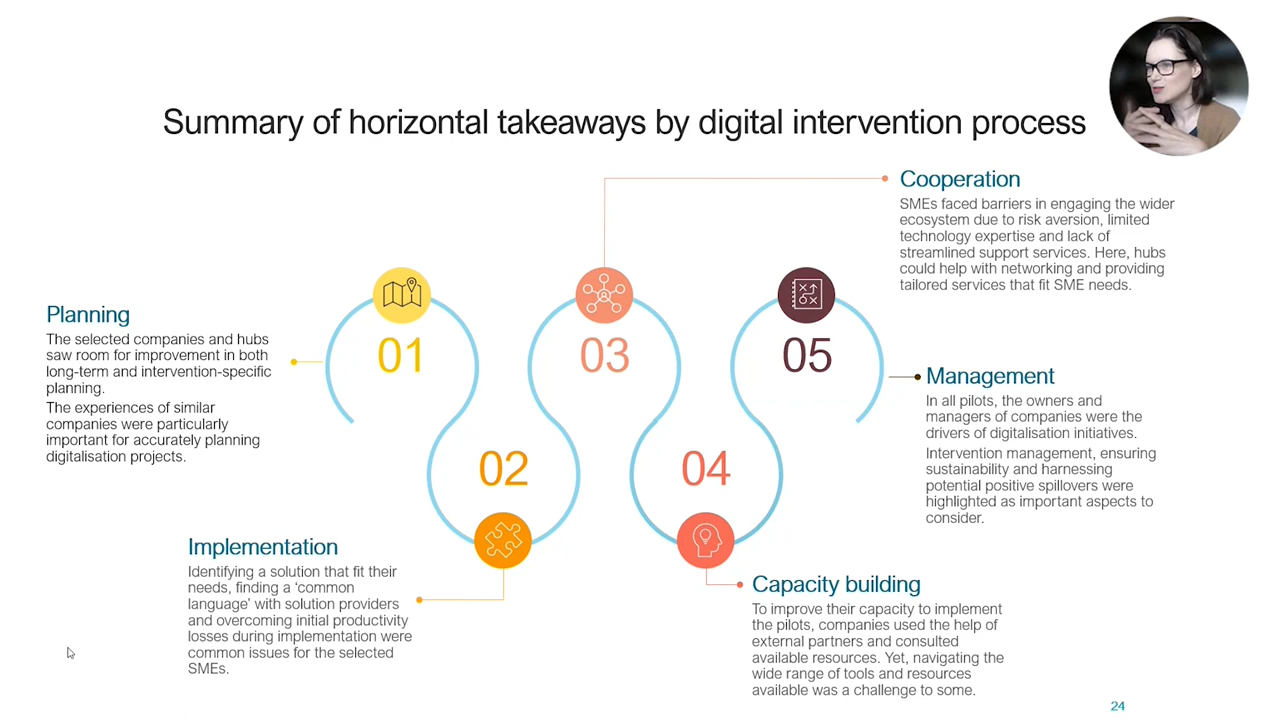 Summary of horizontal takeaways by digital intervention process
Planning
The selected companies and hubs
saw room for improvement in both
long-term and intervention-specific
planning.
The experiences of similar
companies were particularly
important for accurately planning
digitalisation projects.
01
Implementation
Identifying a solution that fit their
needs, finding a ‘common
language’ with solution providers
and overcoming initial productivity
losses during implementation were
common issues for the selected
SMEs.
02
Cooperation
SMEs faced barriers in engaging the wider
ecosystem due to risk aversion, limited
technology expertise and lack of
streamlined support services. Here, hubs
could help with networking and providing
tailored services that fit SME needs.
03
Capacity building
To improve their capacity to implement
the pilots, companies used the help of
external partners and consulted
available resources. Yet, navigating the
wide range of tools and resources
available was a challenge to some.
04
Management
In all pilots, the owners and
managers of companies were the
drivers of digitalisation initiatives.
Intervention management, ensuring
sustainability and harnessing
potential positive spillovers were
highlighted as important aspects to
consider.
05
24